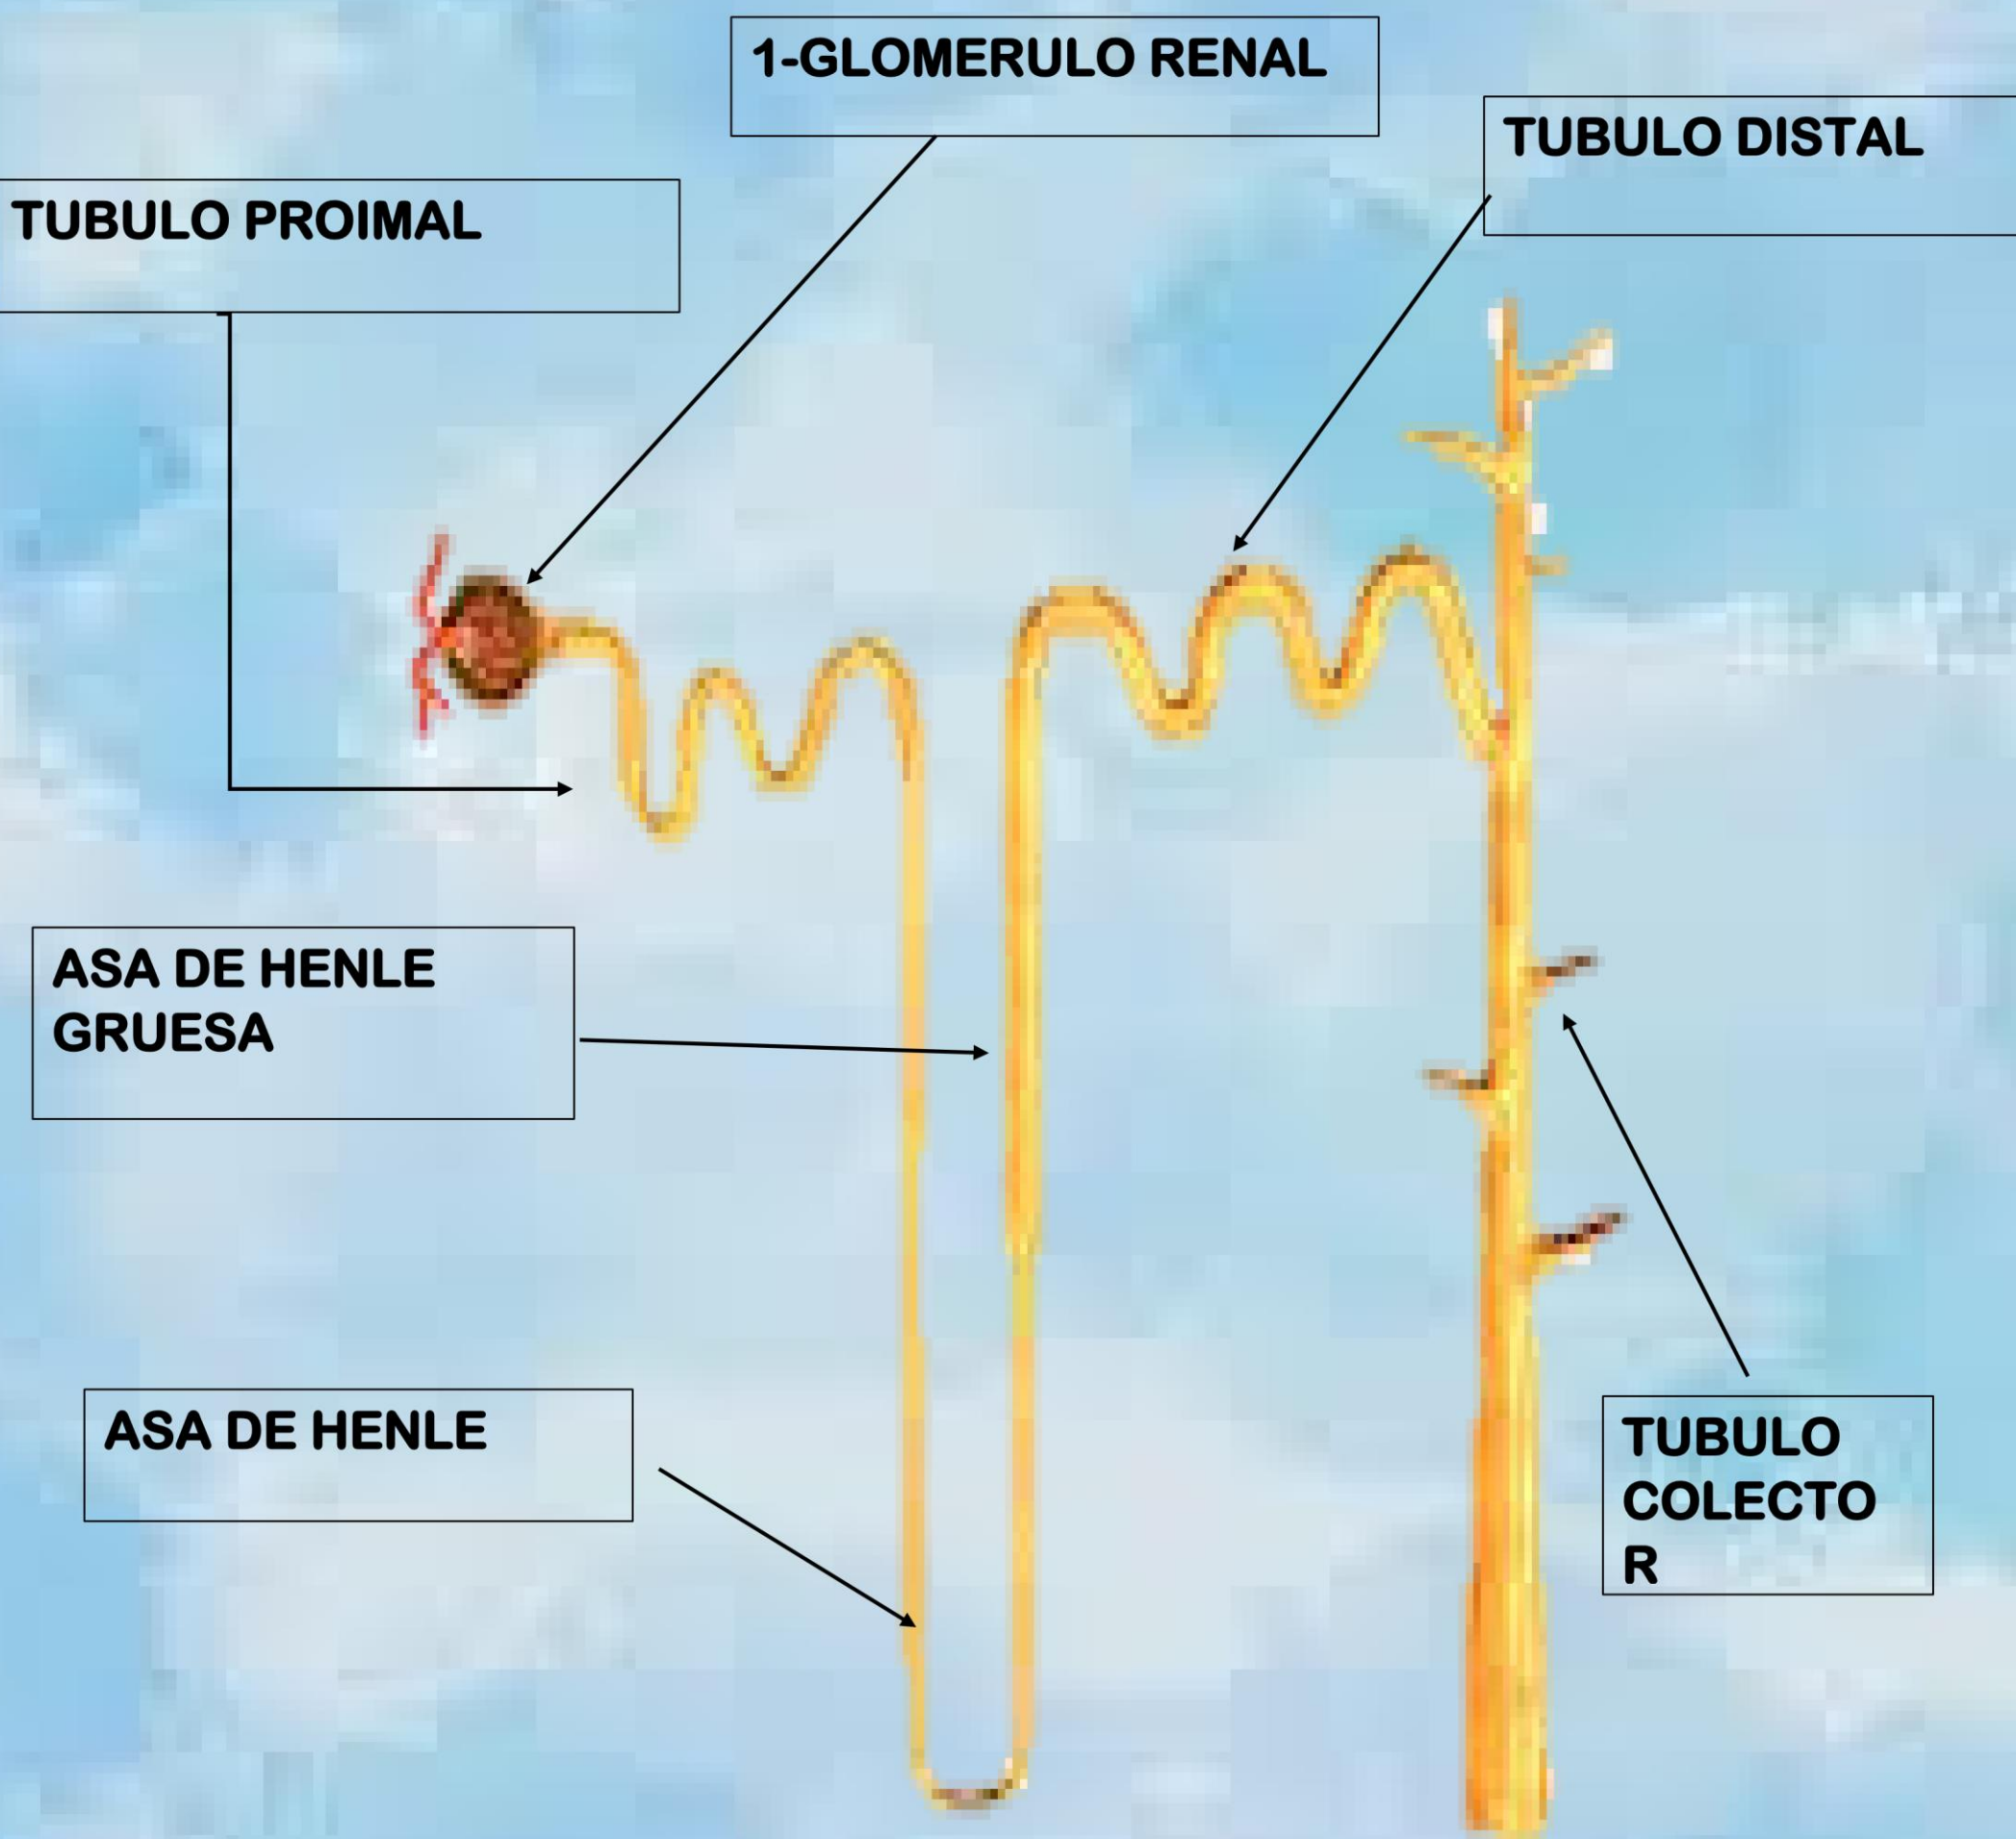 1-GLOMERULO RENAL
TUBULO DISTAL
TUBULO PROIMAL
ASA DE HENLE
GRUESA
ASA DE HENLE
TUBULO
COLECTO
R